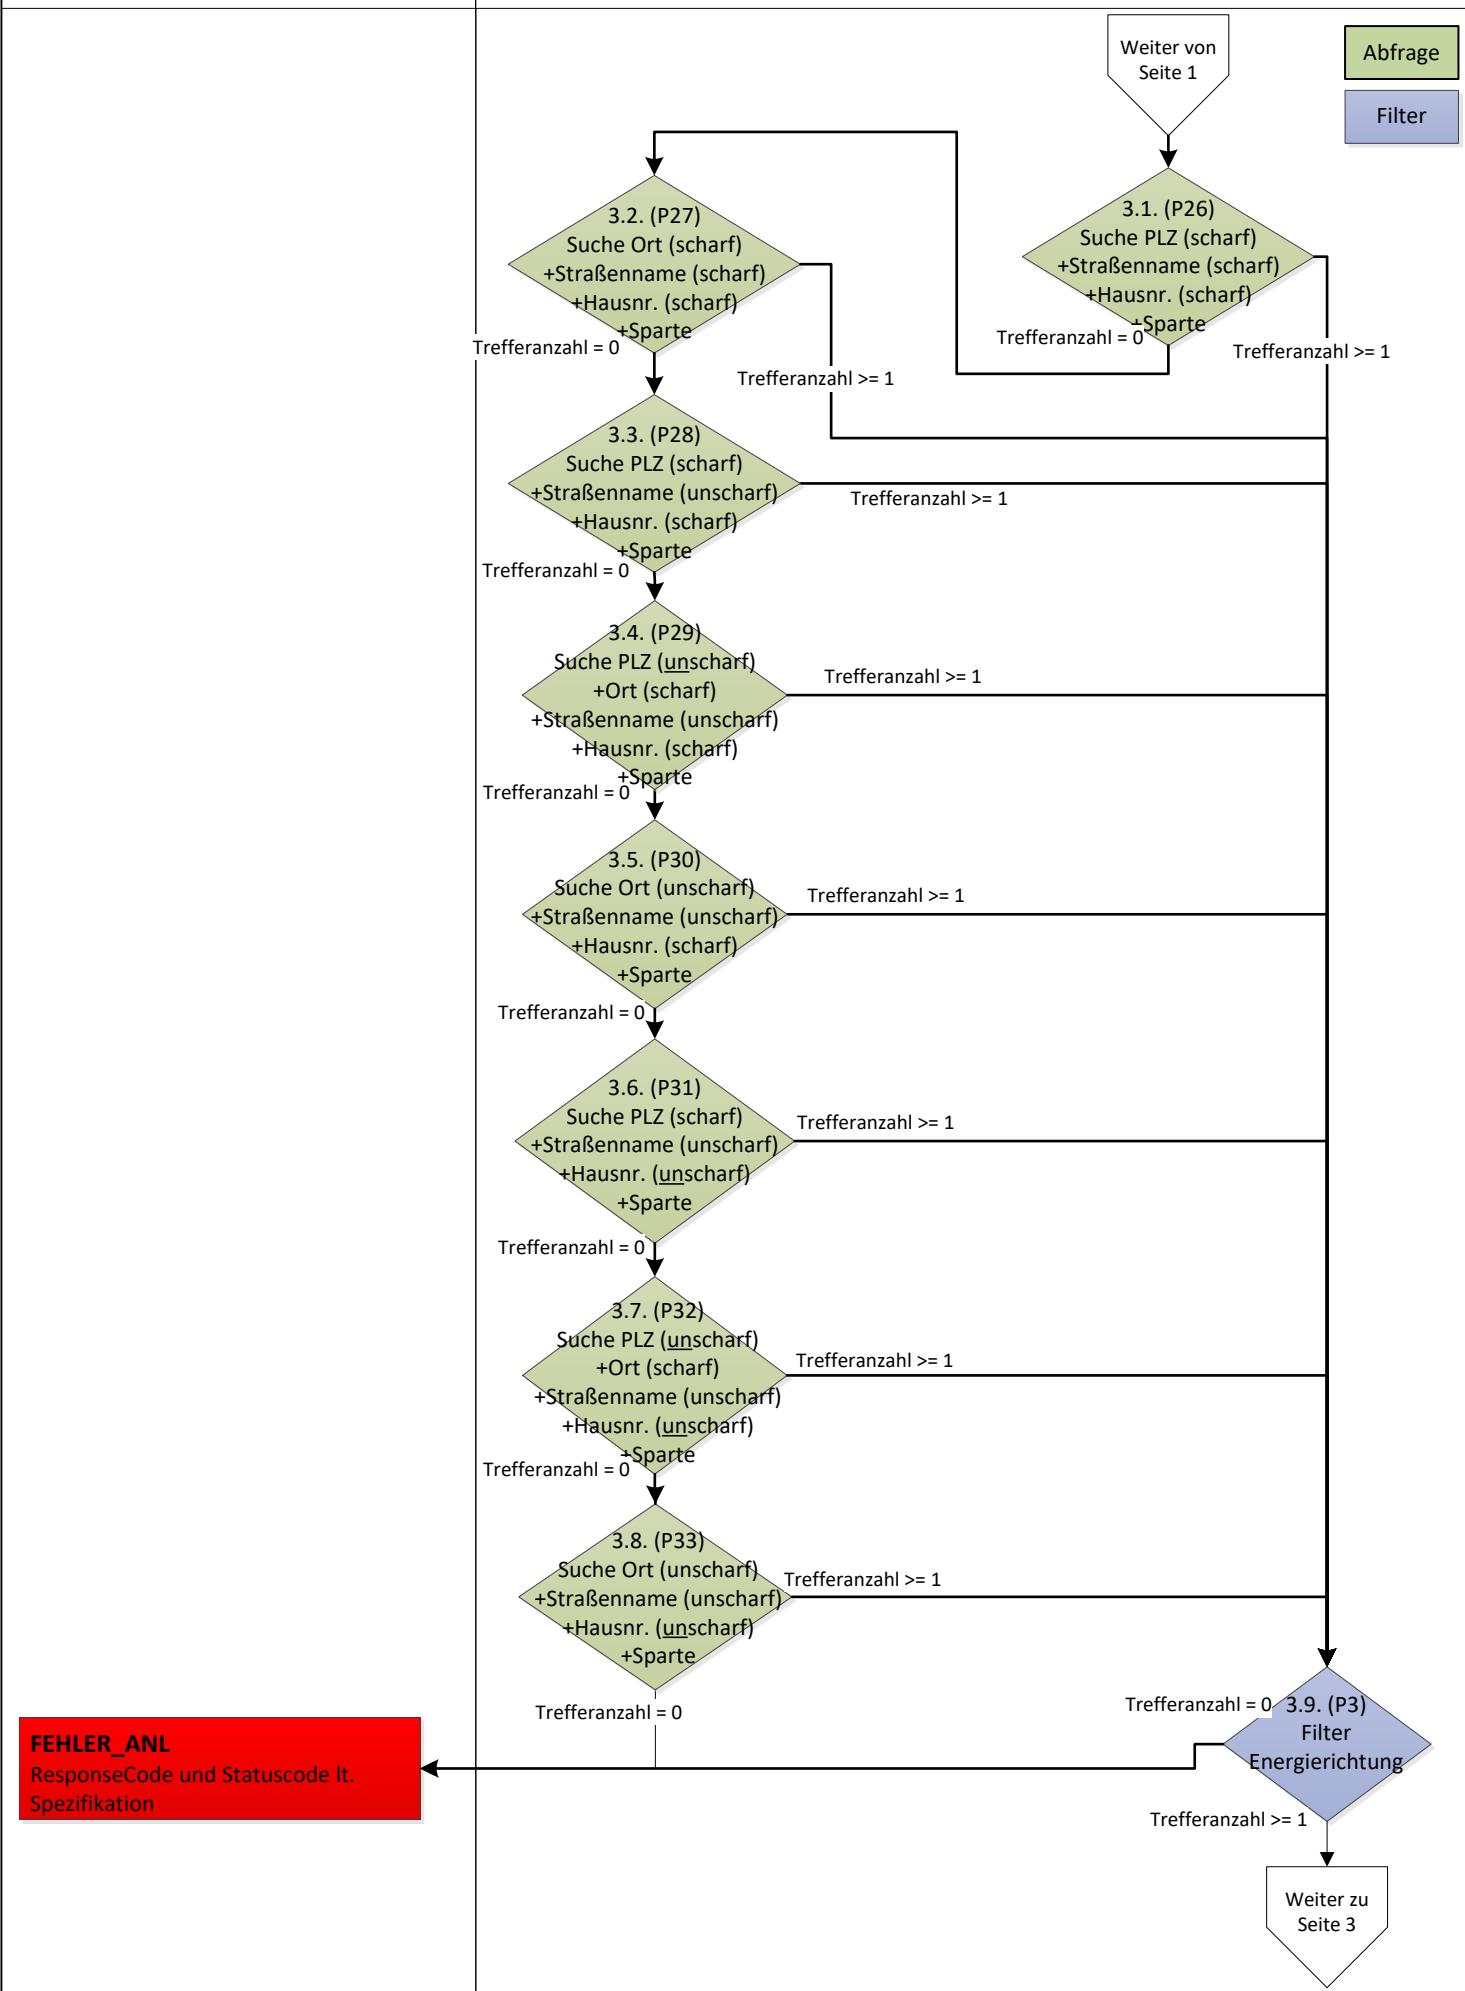 Weiter von
Seite 1
Abfrage
Filter
3.1. (P26)
Suche PLZ (scharf)
+Straßenname (scharf)
+Hausnr. (scharf)
+Sparte
Trefferanzahl = 0
Trefferanzahl >= 1
3.2. (P27)
Suche Ort (scharf)
+Straßenname (scharf)
+Hausnr. (scharf)
+Sparte
Trefferanzahl = 0
Trefferanzahl >= 1
3.3. (P28)
Suche PLZ (scharf)
+Straßenname (unscharf)
+Hausnr. (scharf)
+Sparte
Trefferanzahl >= 1
Trefferanzahl = 0
3.4. (P29)
Suche PLZ (unscharf)
+Ort (scharf)
+Straßenname (unscharf)
+Hausnr. (scharf)
+Sparte
Trefferanzahl >= 1
Trefferanzahl = 0
3.5. (P30)
Suche Ort (unscharf)
+Straßenname (unscharf)
+Hausnr. (scharf)
+Sparte
Trefferanzahl >= 1
Trefferanzahl = 0
3.6. (P31)
Suche PLZ (scharf)
+Straßenname (unscharf)
+Hausnr. (unscharf)
+Sparte
Trefferanzahl >= 1
Trefferanzahl = 0
3.7. (P32)
Suche PLZ (unscharf)
+Ort (scharf)
+Straßenname (unscharf)
+Hausnr. (unscharf)
+Sparte
Trefferanzahl >= 1
Trefferanzahl = 0
3.8. (P33)
Suche Ort (unscharf)
+Straßenname (unscharf)
+Hausnr. (unscharf)
+Sparte
Trefferanzahl >= 1
Trefferanzahl = 0
3.9. (P3)
Filter
Energierichtung
Trefferanzahl = 0
Trefferanzahl >= 1
FEHLER_ANL
ResponseCode und Statuscode lt.
Spezifikation
Weiter zu
Seite 3